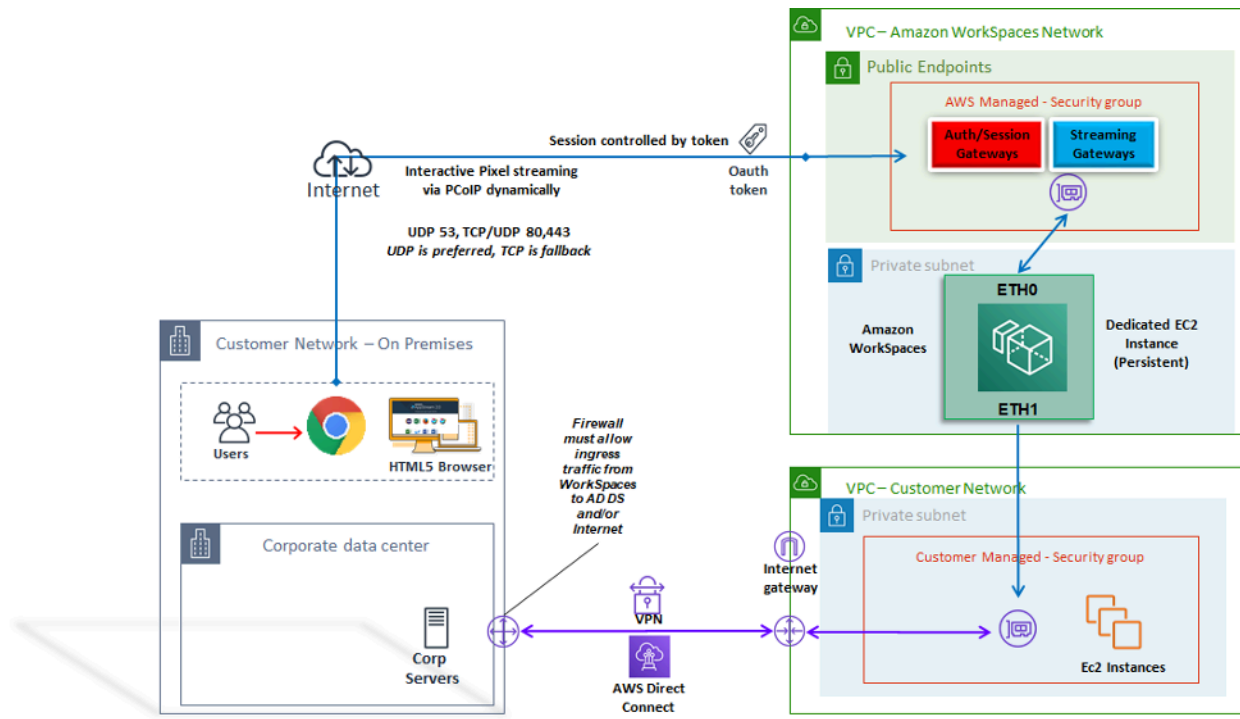 VPC – Amazon WorkSpaces Network
Public Endpoints
AWS Managed - Security group
Auth/Session
Gateways
Streaming
Gateways
Session controlled by token
Oauth
token
Internet
Interactive Pixel streaming
via PCoIP dynamically
UDP 53, TCP/UDP 80,443
UDP is preferred, TCP is fallback
Private subnet
ETH0
Amazon
WorkSpaces
Dedicated EC2
Instance
(Persistent)
ETH1
Customer Network – On Premises
Users
HTML5 Browser
Firewall
must allow
ingress
traffic from
WorkSpaces
to AD DS
and/or
Internet
VPC – Customer Network
Private subnet
Customer Managed - Security group
Internet
gateway
Corporate data center
Corp
Servers
VPN
AWS Direct
Connect
Ec2 Instances